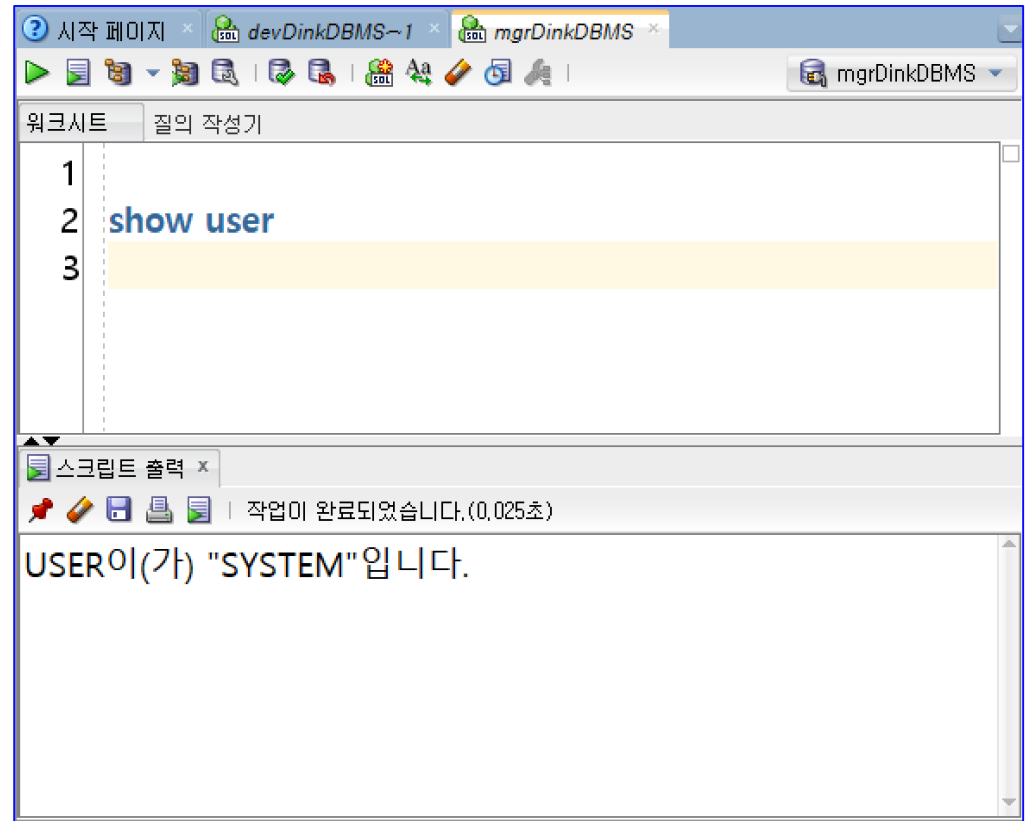 시작 페이지 devDinkDBMS~1 mgrDinkDBMS
mgrDinkDBMS
워크시트 질의 작성기
1
2 show user
3
스크립트 출력
작업이 완료되었습니다.(0.025초)
USER이(가) "SYSTEM"입니다.